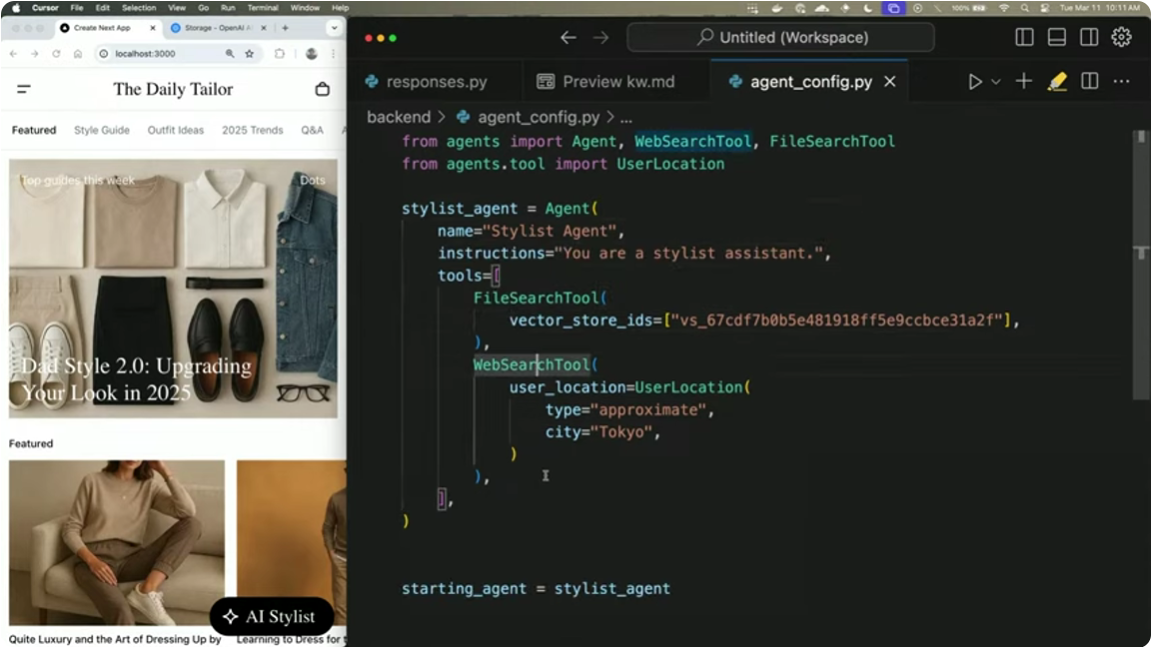 Cursor File Edit Selection View Go Run Terminal Window Help
100% Tue Mar 11 10:11 AM
Create Next App
Storage - OpenAI A
localhost:3000
The Daily Tailor
Featured Style Guide Outfit Ideas 2025 Trends Q&A A
Top guides this week
Dots
Dad Style 2.0: Upgrading
Your Look in 2025
Featured
AI Stylist
Quite Luxury and the Art of Dressing Up by
Learning to Dress for t
Untitled (Workspace)
responses.py
Preview kw.md
agent_config.py
backend > agent_config.py > ...
from agents import Agent, WebSearchTool, FileSearchTool
from agents.tool import UserLocation
stylist_agent = Agent(
name="Stylist Agent",
instructions="You are a stylist assistant.",
tools=[
FileSearchTool(
vector_store_ids=["vs_67cdf7b0b5e481918ff5e9ccbce31a2f"],
),
WebSearchTool(
user_location=UserLocation(
type="approximate",
city="Tokyo",
)
),
],
)
starting_agent = stylist_agent